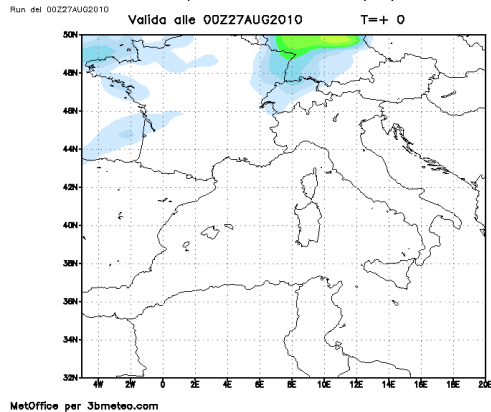 Run del 00Z27AUG2010
Valida alle 00Z27AUG2010 T=+ 0
50N
48N
46N
44N
42N
40N
38N
36N
34N
32N
4W 2W 0 2E 4E 6E 8E 10E 12E 14E 16E 18E 20E
MetOffice per 3bmeteo.com